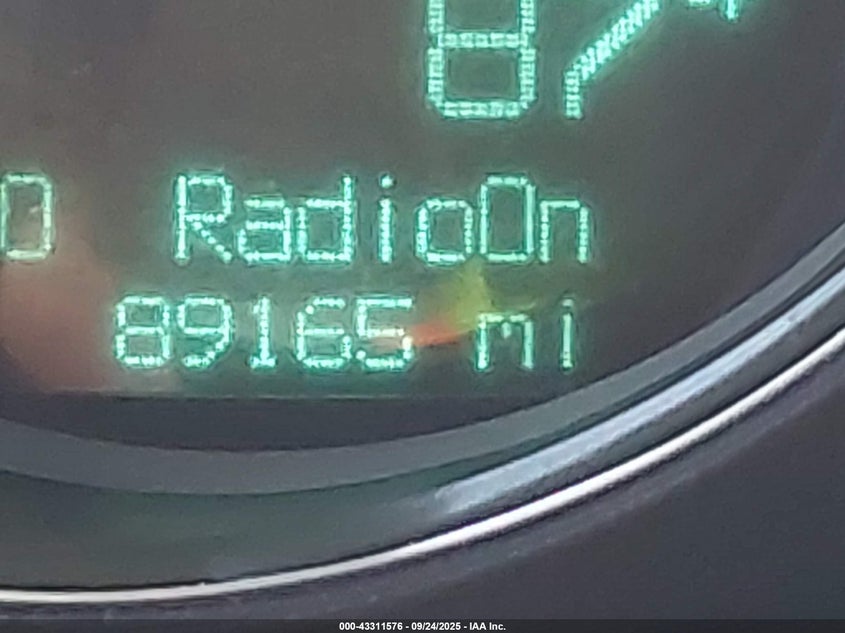 D RadioOn
89165 mi
000-43311576 - 09/24/2025 - IAA Inc.